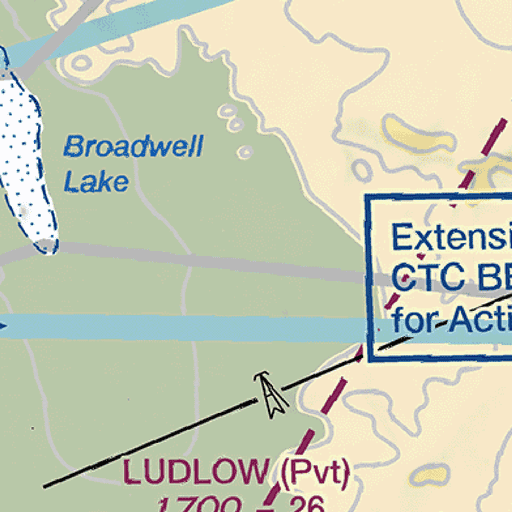 Broadwell
Lake
Extensi
CTC BE
for Acti
LUDLOW (Pvt)
1700 - 26